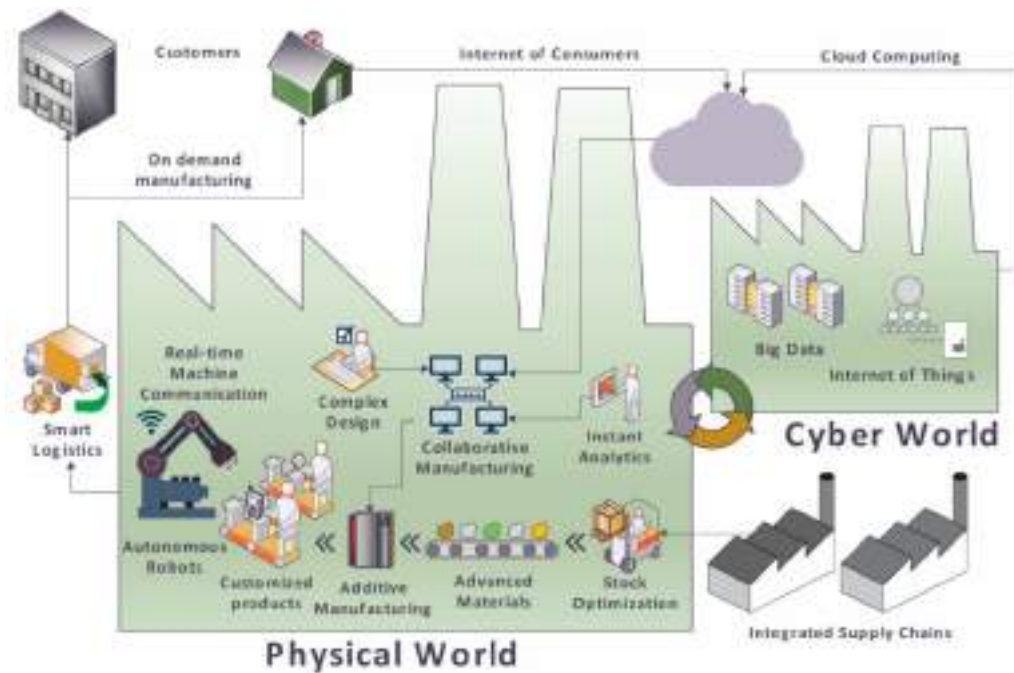 Customers
Internet of Consumers
Cloud Computing
On demand
manufacturing
Real-time
Machine
Communication
Complex
Design
Collaborative
Manufacturing
Instant
Analytics
Big Data
Internet of Things
Cyber World
Smart
Logistics
Autonomous
Robots
Customized
products
Additive
Manufacturing
Advanced
Materials
Stock
Optimization
Integrated Supply Chains
Physical World